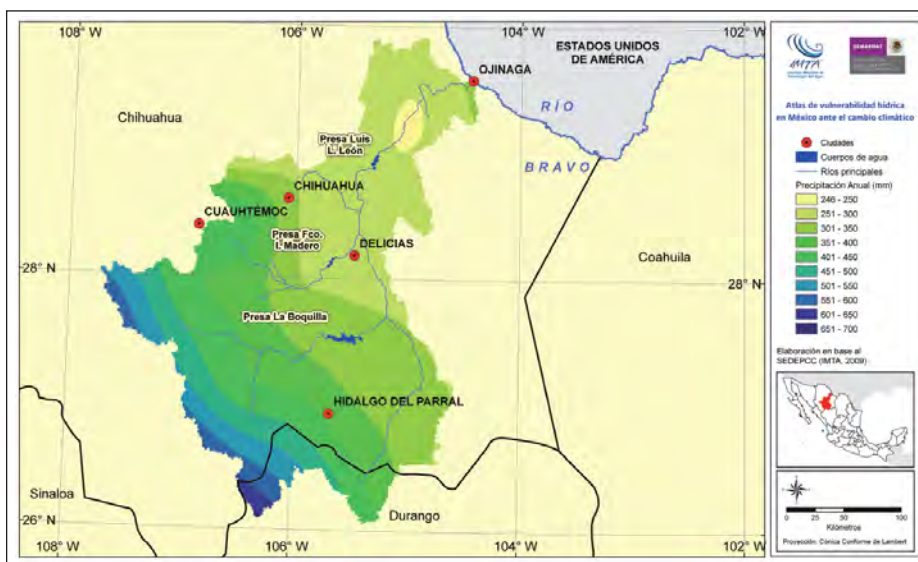 108° W
106° W
104° W
102° W
ESTADOS UNIDOS
DE AMÉRICA
OJINAGA
RÍO
BRAVO
Chihuahua
Presa Luis
L. León
CHIHUAHUA
CUAUHTÉMOC
Presa Fco.
I. Madero
DELICIAS
28° N
28° N
Coahuila
Presa La Boquilla
HIDALGO DEL PARRAL
Sinaloa
Durango
26° N
26° N
108° W
106° W
104° W
102° W
IMTA
SEMARNAT
Atlas de vulnerabilidad hídrica
en México ante el cambio climático
Ciudades
Cuerpos de agua
Ríos principales
Precipitación Anual (mm)
246 - 250
251 - 300
301 - 350
351 - 400
401 - 450
451 - 500
501 - 550
551 - 600
601 - 650
651 - 700
Elaboración en base al
SEDEPCC (IMTA, 2009)
0 25 50 100
Kilómetros
Proyección: Cónica Conforme de Lambert